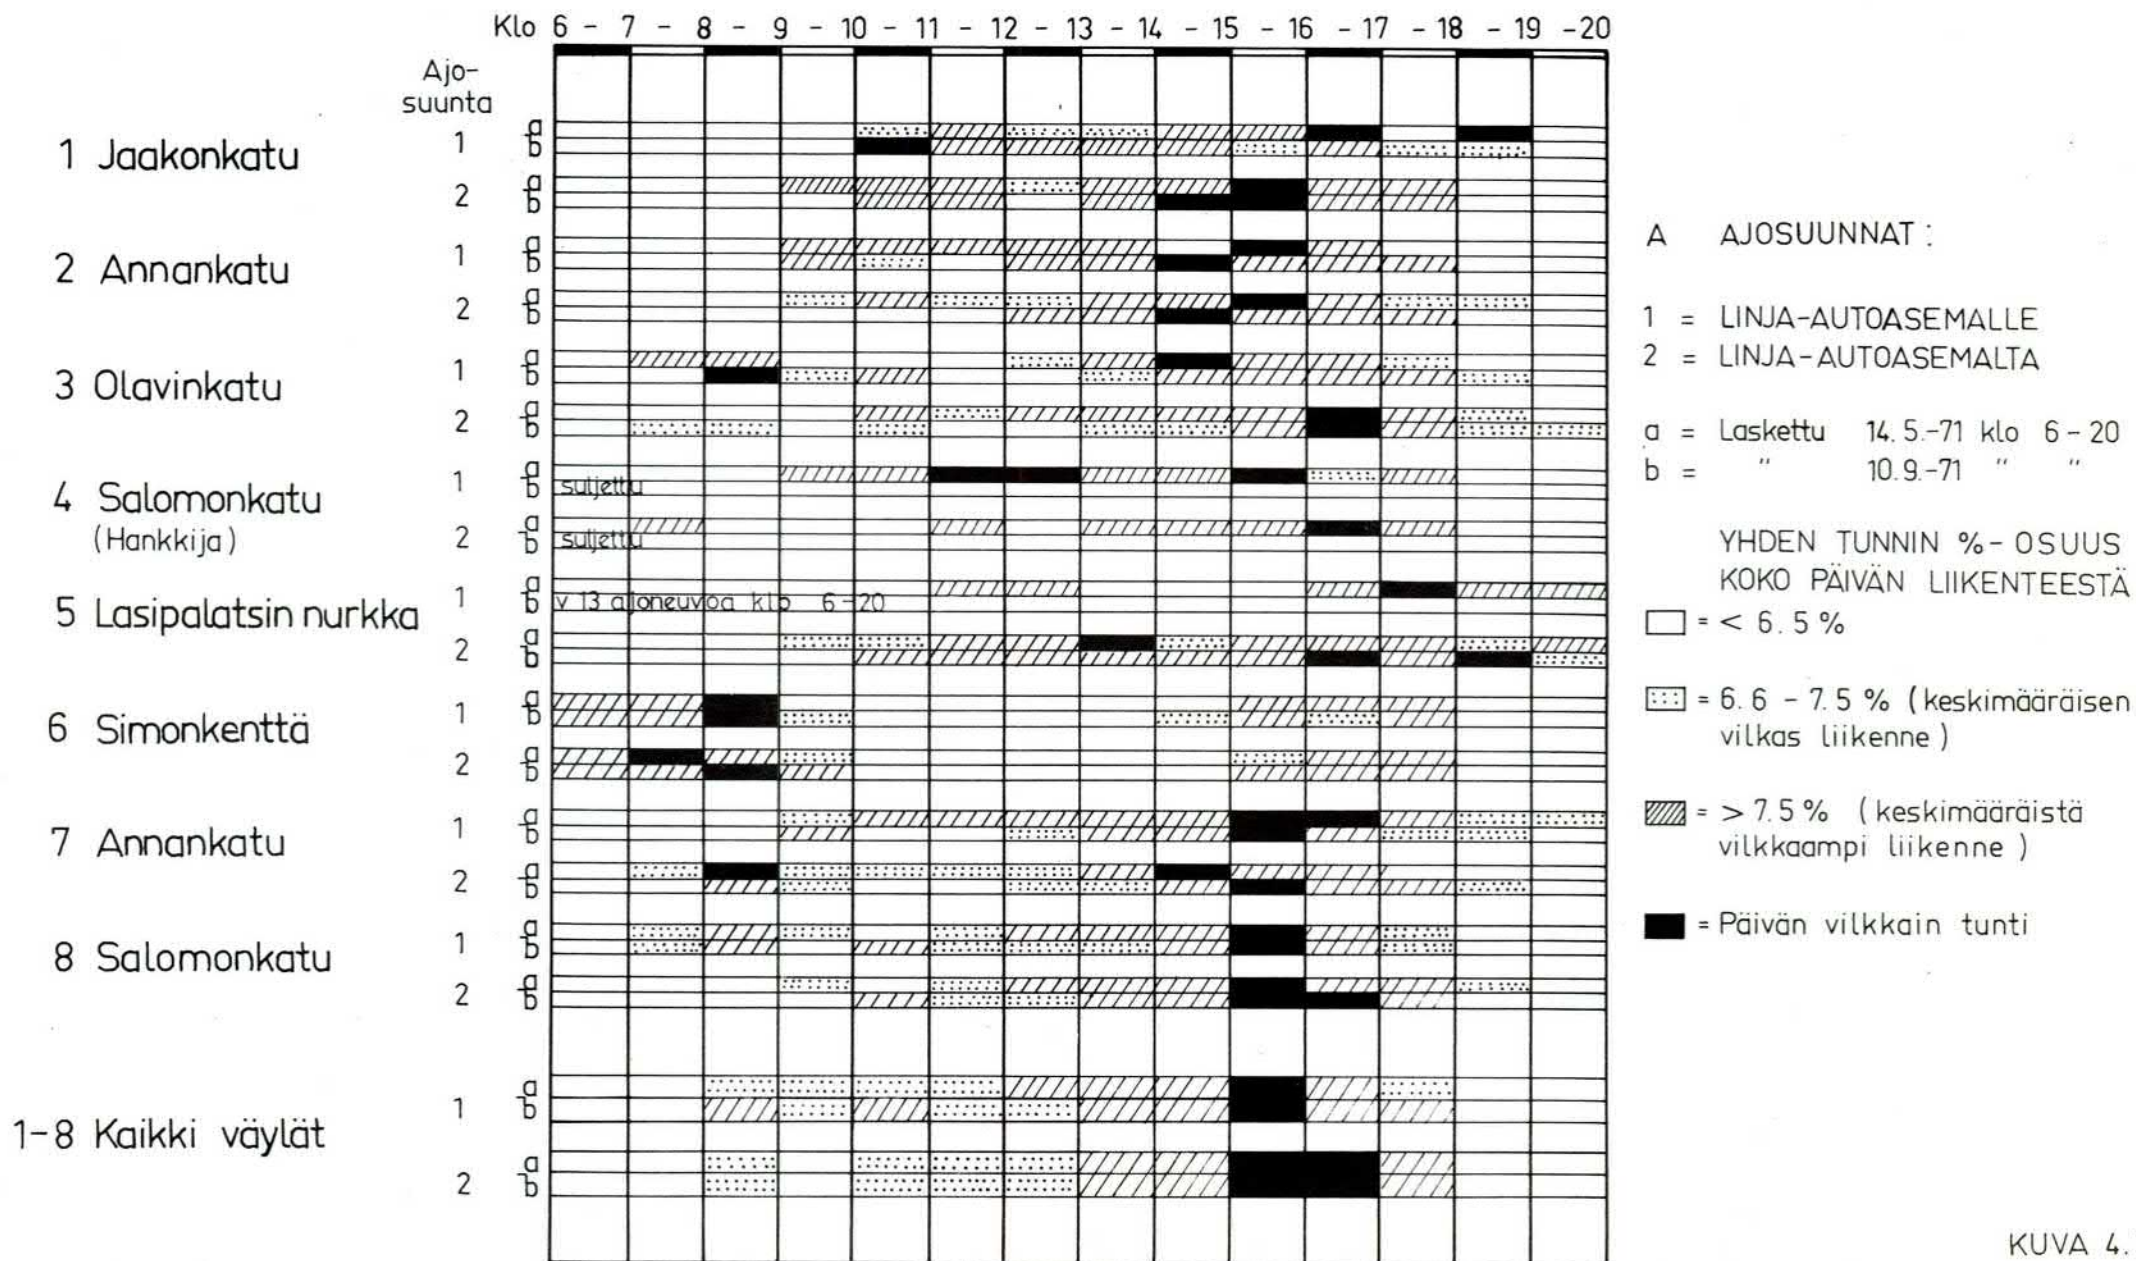 Klo 6 - 7 - 8 - 9 - 10 - 11 - 12 - 13 - 14 - 15 - 16 - 17 - 18 - 19 - 20
Ajo-
suunta
1 Jaakonkatu
1 a
b
2 a
b
2 Annankatu
1 a
b
2 a
b
3 Olavinkatu
1 a
b
2 a
b
4 Salomonkatu
(Hankkija)
1 a
b suljettu
2 a
b suljettu
5 Lasipalatsin nurkka
1 a
b v 13 ajoneuvoa klo 6-20
2 a
b
6 Simonkenttä
1 a
b
2 a
b
7 Annankatu
1 a
b
2 a
b
8 Salomonkatu
1 a
b
2 a
b
1-8 Kaikki väylät
1 a
b
2 a
b
A AJOSUUNNAT :
1 = LINJA-AUTOASEMALLE
2 = LINJA-AUTOASEMALTA
a = Laskettu 14.5.-71 klo 6-20
b = " 10.9.-71 " "
YHDEN TUNNIN %-OSUUS
KOKO PÄIVÄN LIIKENTEESTÄ
= < 6.5 %
= 6.6 - 7.5 % (keskimääräisen
vilkas liikenne)
= > 7.5 % (keskimääräistä
vilkkaampi liikenne)
= Päivän vilkkain tunti
KUVA 4.